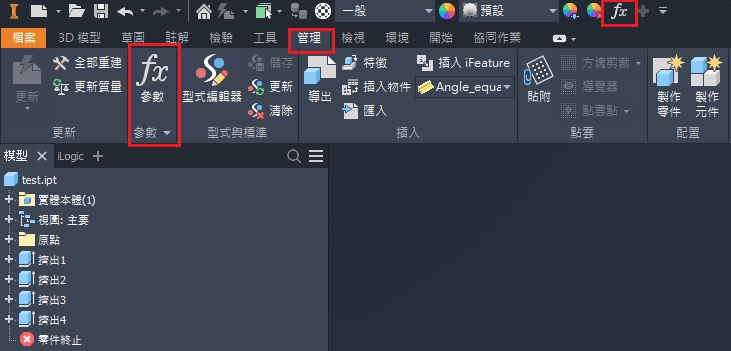 一般 預設 fx
檔案 3D 模型 草圖 註解 檢驗 工具 管理 檢視 環境 開始 協同作業
更新 全部重建 更新質量 fx 參數 型式編輯器 儲存 更新 清除 導出 特徵 插入物件 匯入 插入 iFeature Angle_equa 貼附 方塊剪裁 導覽器 點雲點 製作零件 製作元件
更新 參數 型式與標準 插入 點雲 配置
模型 iLogic
test.ipt
實體本體(1)
視圖: 主要
原點
擠出1
擠出2
擠出3
擠出4
零件終止